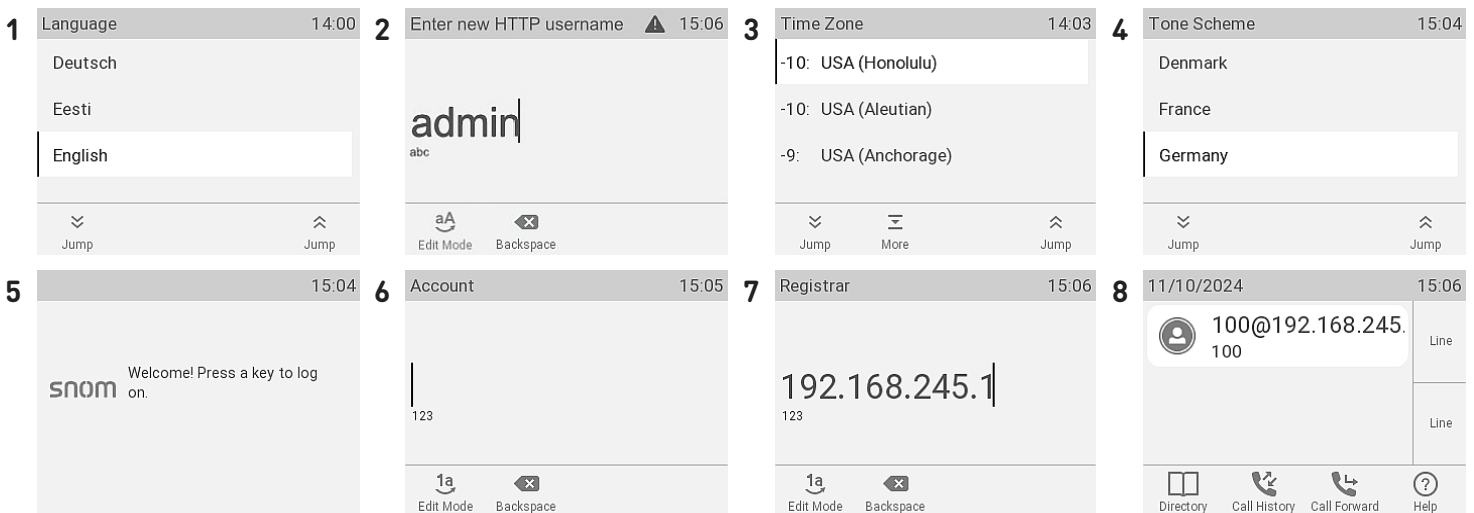 1
Language 14:00
Deutsch
Eesti
English
Jump Jump
2
Enter new HTTP username 15:06
admin
abc
aA
Edit Mode Backspace
3
Time Zone 14:03
-10: USA (Honolulu)
-10: USA (Aleutian)
-9: USA (Anchorage)
Jump More Jump
4
Tone Scheme 15:04
Denmark
France
Germany
Jump Jump
5
15:04
snom Welcome! Press a key to log
on.
6
Account 15:05
123
1a
Edit Mode Backspace
7
Registrar 15:06
192.168.245.1
123
1a
Edit Mode Backspace
8
11/10/2024 15:06
100@192.168.245.
100
Line
Line
Directory Call History Call Forward Help